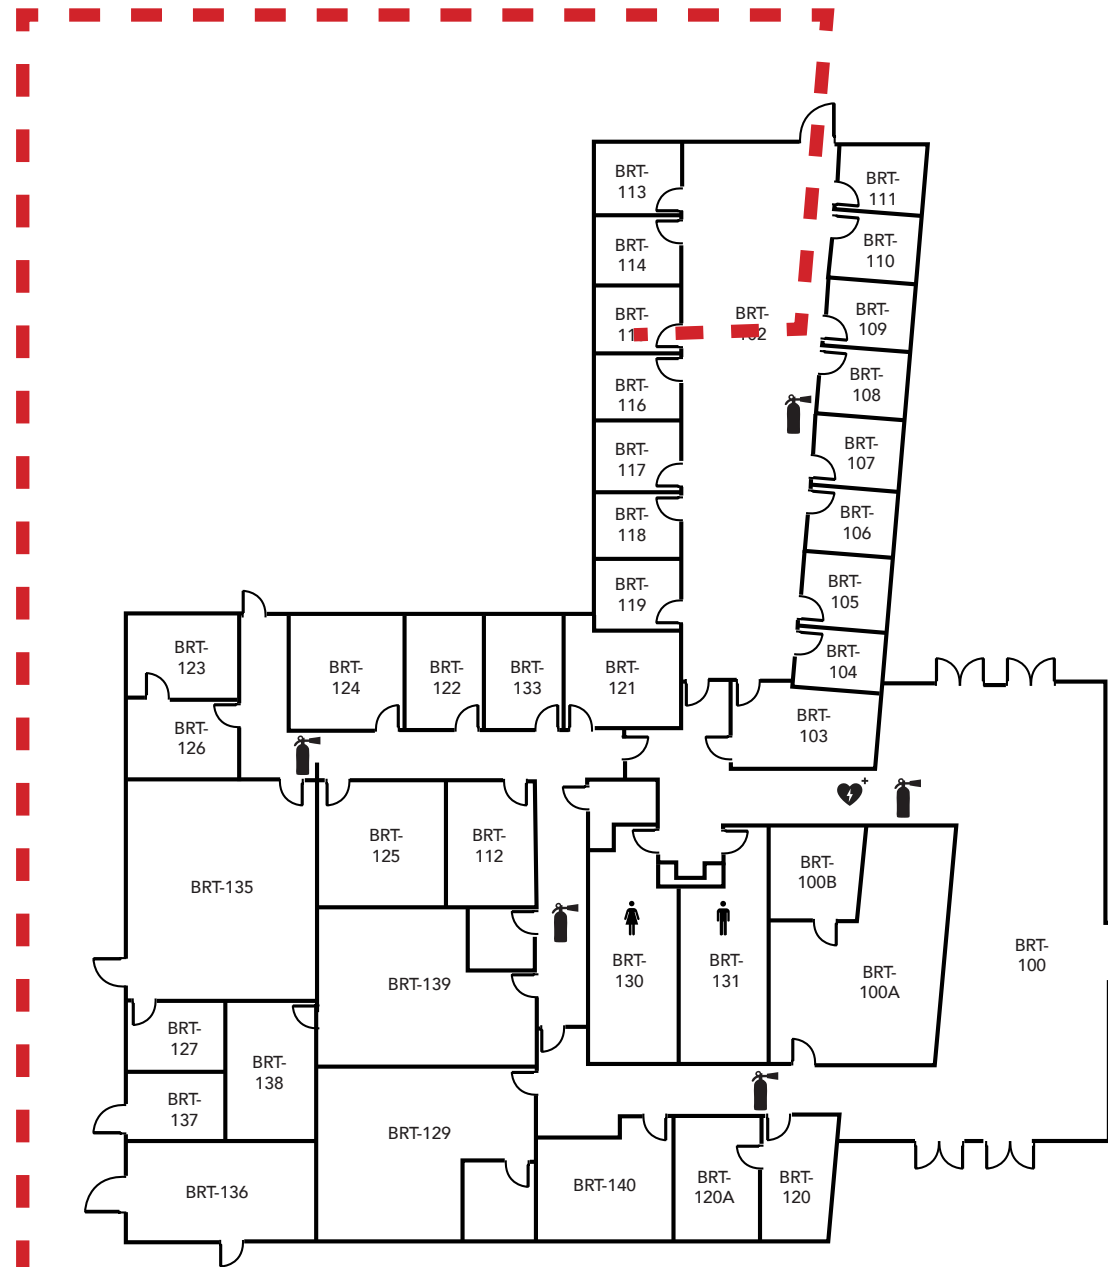 BRT-
113
BRT-
111
BRT-
114
BRT-
110
BRT-
BRT-
BRT-
109
BRT-
116
BRT-
108
BRT-
117
BRT-
107
BRT-
118
BRT-
106
BRT-
119
BRT-
105
BRT-
104
BRT-
123
BRT-
124
BRT-
122
BRT-
133
BRT-
121
BRT-
103
BRT-
126
+
BRT-
125
BRT-
112
BRT-
100B
BRT-135
BRT-139
BRT-
130
BRT-
131
BRT-
100A
BRT-
100
BRT-
127
BRT-
138
BRT-
137
BRT-129
BRT-136
BRT-140
BRT-
120A
BRT-
120